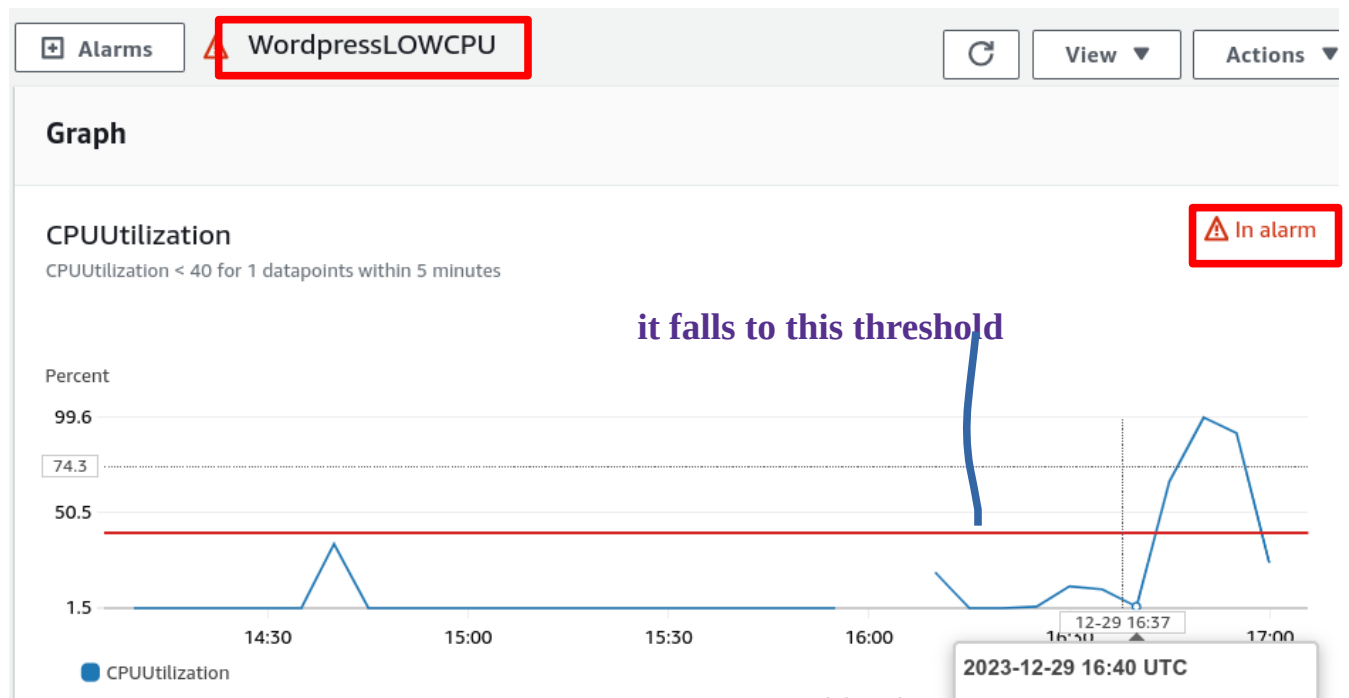 Alarms
WordpressLOWCPU
View
Actions
Graph
CPUUtilization
In alarm
CPUUtilization < 40 for 1 datapoints within 5 minutes
it falls to this threshold
Percent
99.6
74.3
50.5
1.5
12-29 16:37
14:30 15:00 15:30 16:00 16:30 17:00
CPUUtilization
2023-12-29 16:40 UTC